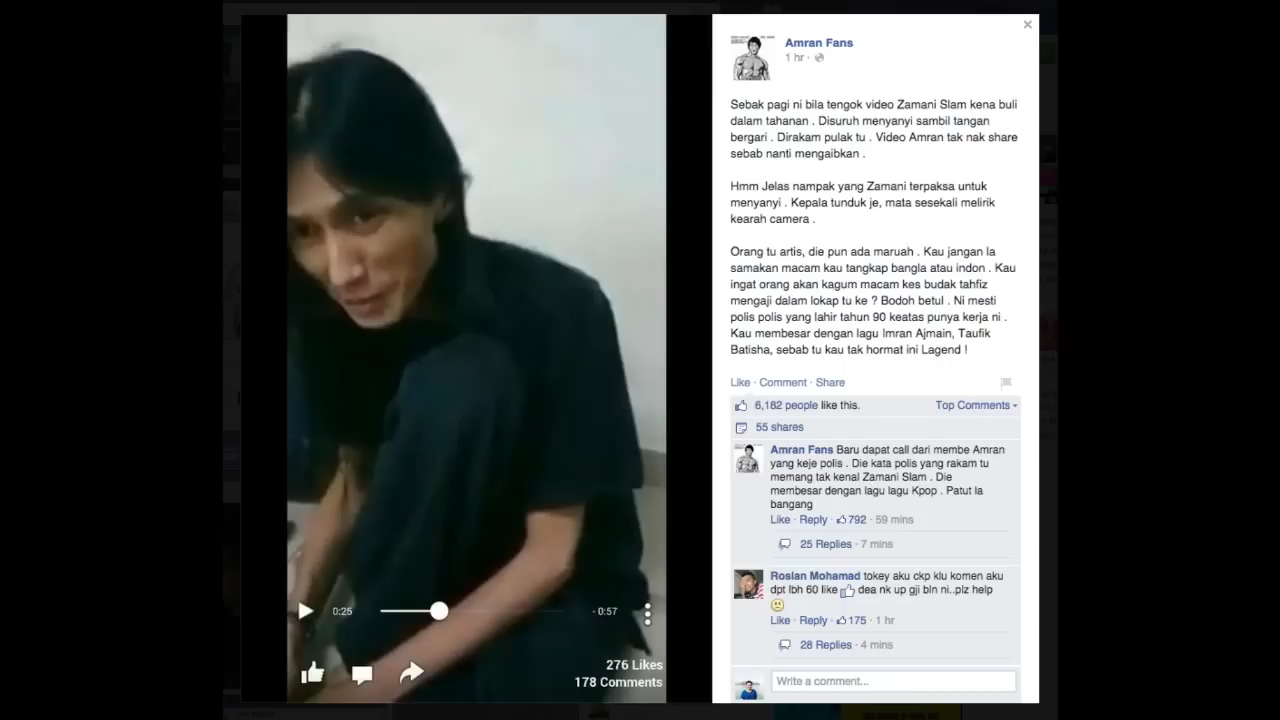 0:25
- 0:57
276 Likes
178 Comments
Amran Fans
1 hr ·
Sebak pagi ni bila tengok video Zamani Slam kena buli
dalam tahanan . Disuruh menyanyi sambil tangan
bergari . Dirakam pulak tu . Video Amran tak nak share
sebab nanti mengaibkan .
Hmm Jelas nampak yang Zamani terpaksa untuk
menyanyi . Kepala tunduk je, mata sesekali melirik
kearah camera .
Orang tu artis, die pun ada maruah . Kau jangan la
samakan macam kau tangkap bangla atau indon . Kau
ingat orang akan kagum macam kes budak tahfiz
mengaji dalam lokap tu ke ? Bodoh betul . Ni mesti
polis polis yang lahir tahun 90 keatas punya kerja ni .
Kau membesar dengan lagu Imran Ajmain, Taufik
Batisha, sebab tu kau tak hormat ini Lagend !
Like · Comment · Share
6,182 people like this.
Top Comments
55 shares
Amran Fans Baru dapat call dari membe Amran
yang keje polis . Die kata polis yang rakam tu
memang tak kenal Zamani Slam . Die
membesar dengan lagu lagu Kpop . Patut la
bangang
Like · Reply · 792 · 59 mins
25 Replies · 7 mins
Roslan Mohamad tokey aku ckp klu komen aku
dpt lbh 60 like dea nk up gji bln ni..plz help
Like · Reply · 175 · 1 hr
28 Replies · 4 mins
Write a comment...